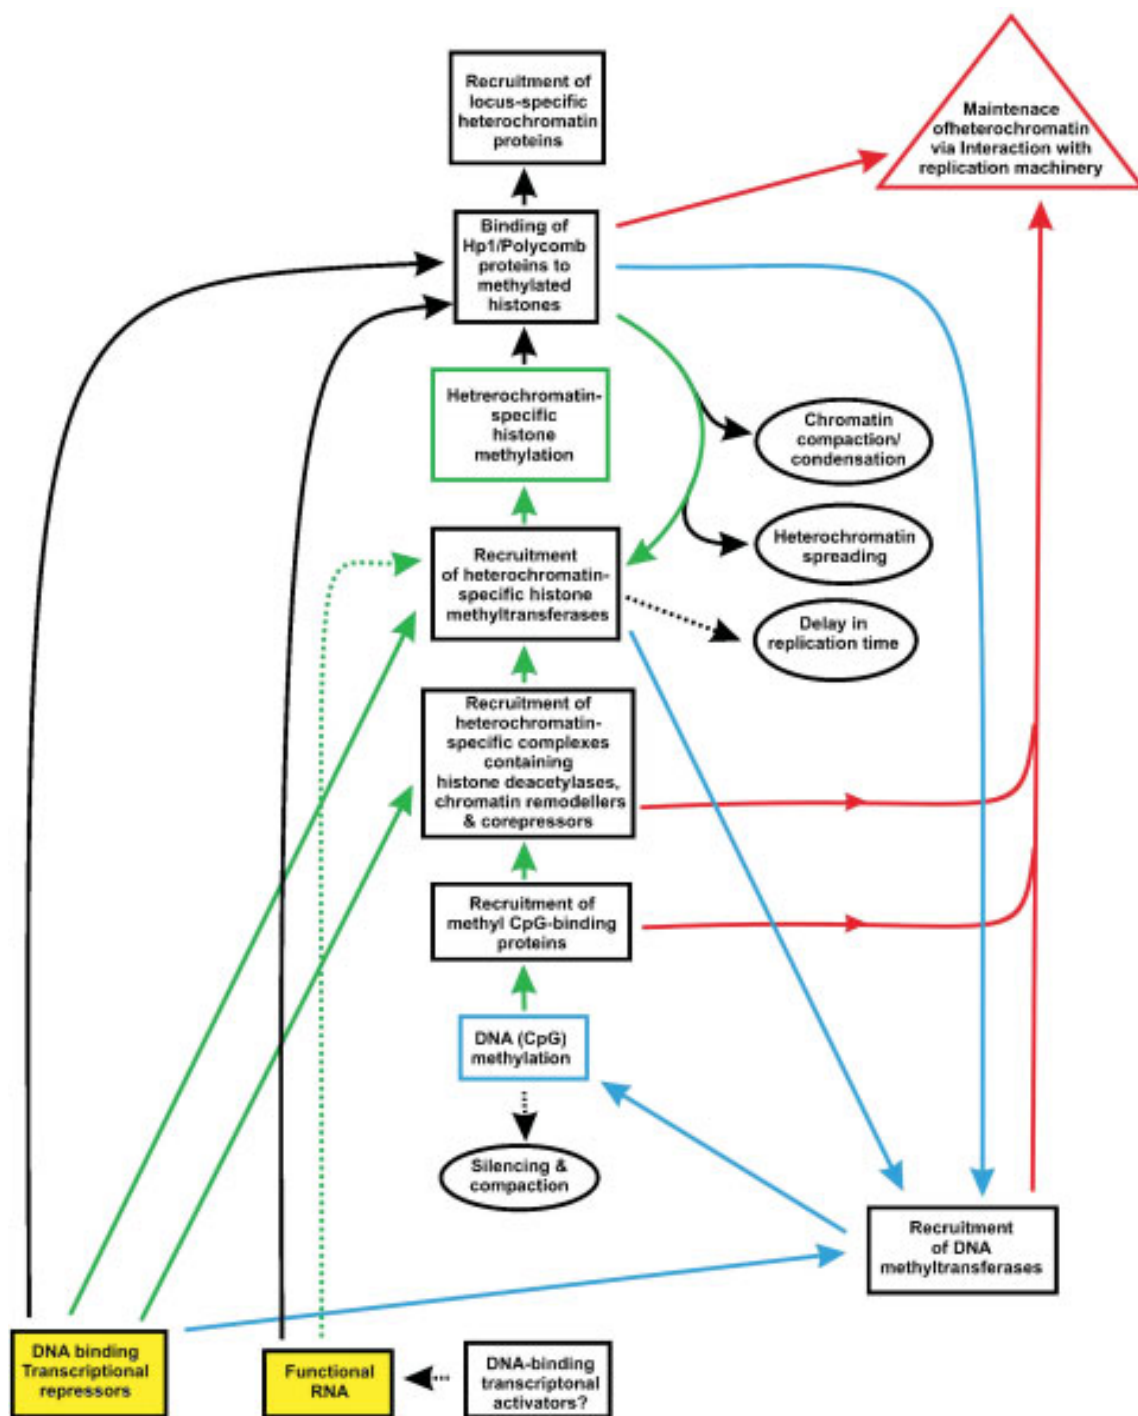 Recruitment of
locus-specific
heterochromatin
proteins
Maintenace
ofheterochromatin
via Interaction with
replication machinery
Binding of
Hp1/Polycomb
proteins to
methylated
histones
Hetrerochromatin-
specific
histone
methylation
Chromatin
compaction/
condensation
Heterochromatin
spreading
Recruitment
of heterochromatin-
specific histone
methyltransferases
Delay in
replication time
Recruitment of
heterochromatin-
specific complexes
containing
histone deacetylases,
chromatin remodellers
& corepressors
Recruitment of
methyl CpG-binding
proteins
DNA (CpG)
methylation
Silencing &
compaction
Recruitment
of DNA
methyltransferases
DNA binding
Transcriptional
repressors
Functional
RNA
DNA-binding
transcriptonal
activators?